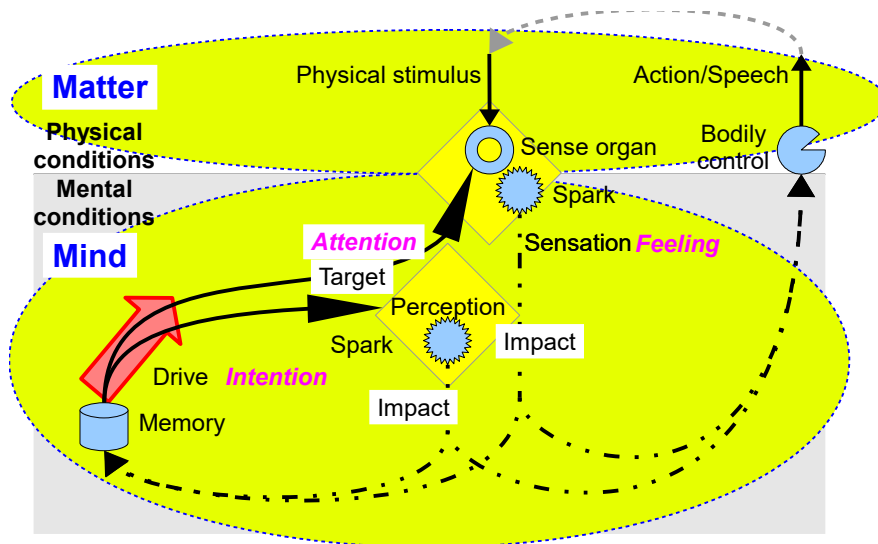 Physical stimulus
Action/Speech
Matter
Physical
conditions
Sense organ
Bodily
control
Mental
conditions
Spark
Attention
Mind
Sensation Feeling
Target
Perception
Spark
Impact
Drive Intention
Impact
Memory